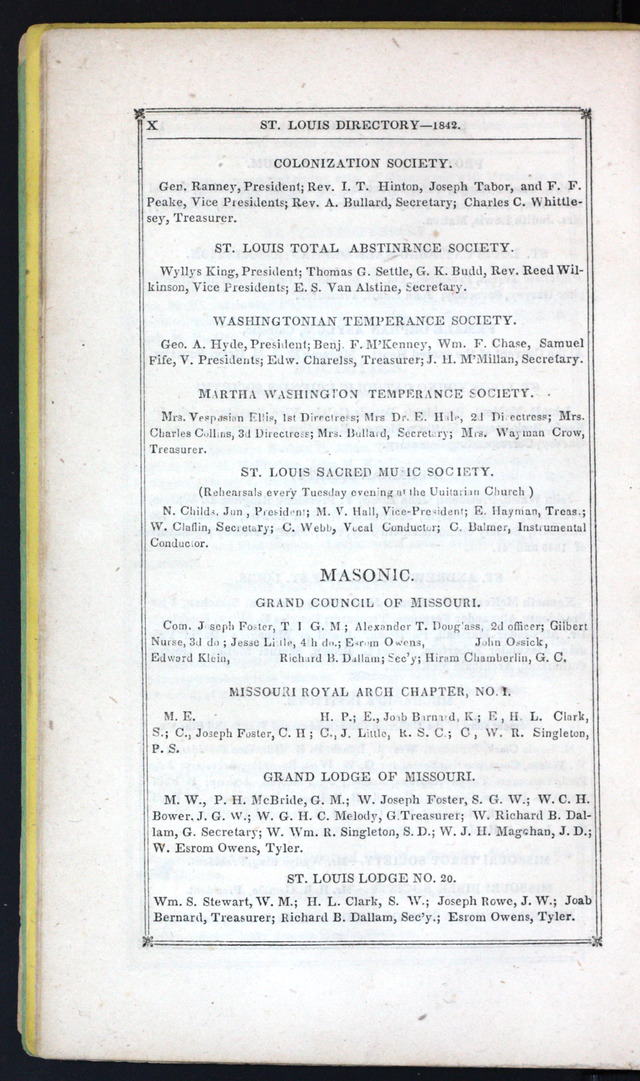 X ST. LOUIS DIRECTORY—1842.
COLONIZATION SOCIETY.
Gen. Ranney, President; Rev. I. T. Hinton, Joseph Tabor, and F. F.
Peake, Vice Presidents; Rev. A. Bullard, Secretary; Charles C. Whittle-
sey, Treasurer.
ST. LOUIS TOTAL ABSTINRNCE SOCIETY.
Wyllys King, President; Thomas G. Settle, G. K. Budd, Rev. Reed Wil-
kinson, Vice Presidents; E. S. Van Alstine, Secretary.
WASHINGTONIAN TEMPERANCE SOCIETY.
Geo. A. Hyde, President; Benj. F. M'Kenney, Wm. F. Chase, Samuel
Fife, V. Presidents; Edw. Charelss, Treasurer; J. H. M'Millan, Secretary.
MARTHA WASHINGTON TEMPERANCE SOCIETY.
Mrs. Vespasian Ellis, 1st Directress; Mrs Dr. E. Hale, 2d Directress; Mrs.
Charles Collins, 3d Directress; Mrs. Bullard, Secretary; Mrs. Wayman Crow,
Treasurer.
ST. LOUIS SACRED MUSIC SOCIETY.
(Rehearsals every Tuesday evening at the Unitarian Church )
N. Childs, Jun, President; M. V. Hall, Vice-President; E. Hayman, Treas.;
W. Claflin, Secretary; C. Webb, Vocal Conductor; C. Balmer, Instrumental
Conductor.
MASONIC.
GRAND COUNCIL OF MISSOURI.
Com. Joseph Foster, T. I G. M; Alexander T. Douglass, 2d officer; Gilbert
Nurse, 3d do; Jesse Little, 4th do.; Esrom Owens, John Ossick,
Edward Klein, Richard B. Dallam; Sec'y; Hiram Chamberlin, G. C.
MISSOURI ROYAL ARCH CHAPTER, NO. I.
M. E. H. P.; E., Joab Barnard, K.; E, H. L. Clark,
S.; C., Joseph Foster, C. H; C., J. Little, R. S. C.; C, W. R. Singleton,
P. S.
GRAND LODGE OF MISSOURI.
M. W., P. H. McBride, G. M.; W. Joseph Foster, S. G. W.; W. C. H.
Bower, J. G. W.; W. G. H. C. Melody, G.Treasurer; W. Richard B. Dal-
lam, G. Secretary; W. Wm. R. Singleton, S. D.; W. J. H. Magehan, J. D.;
W. Esrom Owens, Tyler.
ST. LOUIS LODGE NO. 20.
Wm. S. Stewart, W. M.; H. L. Clark, S. W.; Joseph Rowe, J. W.; Joab
Bernard, Treasurer; Richard B. Dallam, Sec'y.; Esrom Owens, Tyler.